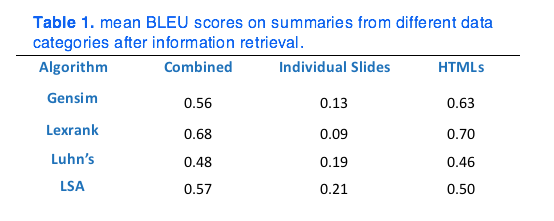 Table 1. mean BLEU scores on summaries from different data
categories after information retrieval.
Algorithm Combined Individual Slides HTMLs
Gensim 0.56 0.13 0.63
Lexrank 0.68 0.09 0.70
Luhn's 0.48 0.19 0.46
LSA 0.57 0.21 0.50